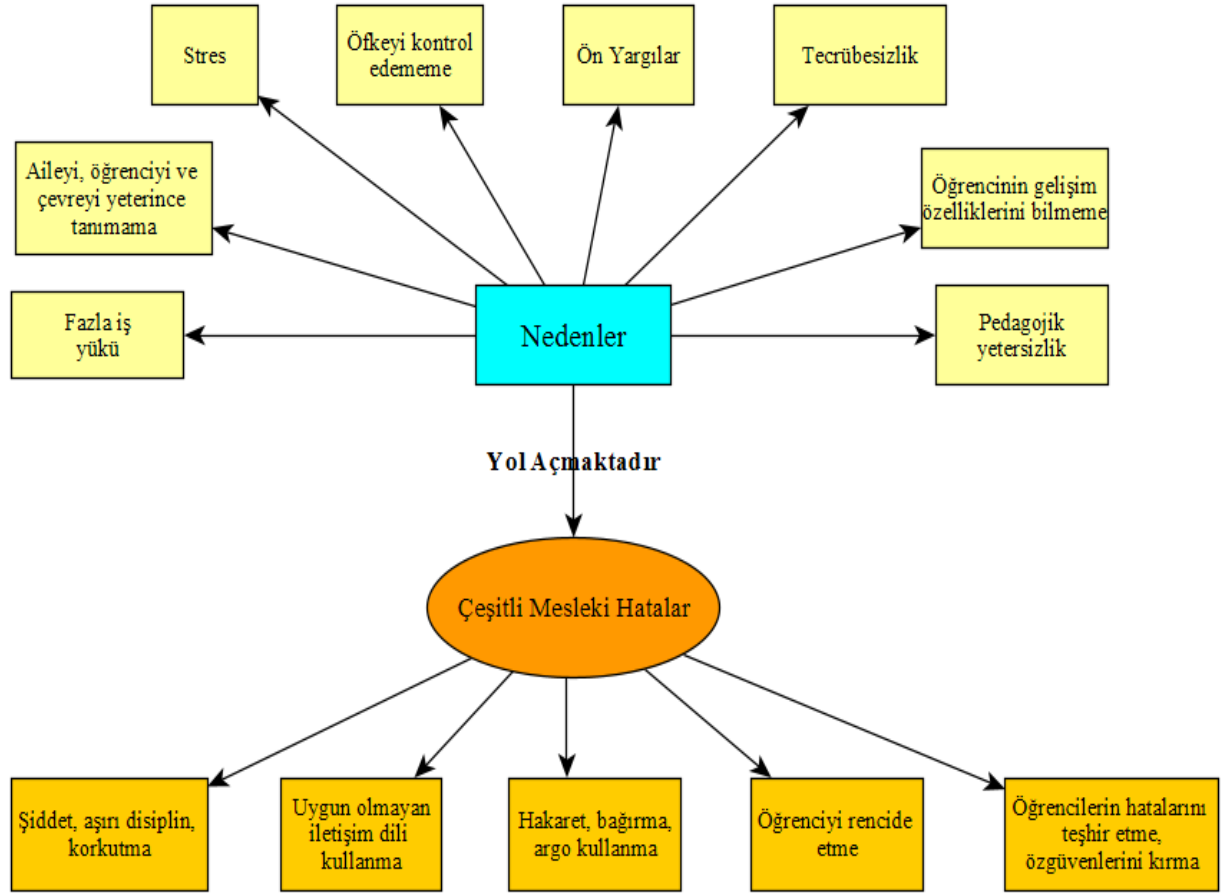 Stres
Öfkeyi kontrol
edememe
Ön Yargılar
Tecrübesizlik
Aileyi, öğrenciyi ve
çevreyi yeterince
tanımama
Öğrencinin gelişim
özelliklerini bilmeme
Fazla iş
yükü
Nedenler
Pedagojik
yetersizlik
Yol Açmaktadır
Çeşitli Mesleki Hatalar
Şiddet, aşırı disiplin,
korkutma
Uygun olmayan
iletişim dili
kullanma
Hakaret, bağırma,
argo kullanma
Öğrenciyi rencide
etme
Öğrencilerin hatalarını
teşhir etme,
özgüvenlerini kırma